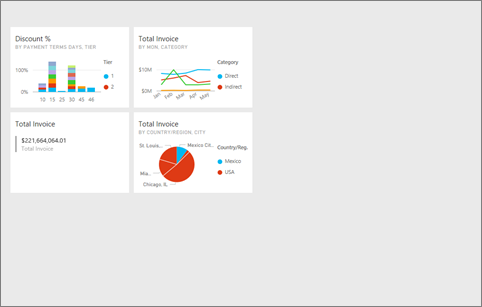 Discount %
BY PAYMENT TERMS DAYS, TIER
Tier
100%
1
2
0%
10 15 25 30 45 46
Total Invoice
BY MON, CATEGORY
Category
$10M
Direct
Indirect
$0M
Jan Feb Mar Apr May
Total Invoice
$221,664,064.01
Total Invoice
Total Invoice
BY COUNTRY/REGION, CITY
St. Loui...
Mexico Cit...
Country/Reg.
Mexico
USA
Mia...
Chicago, IL